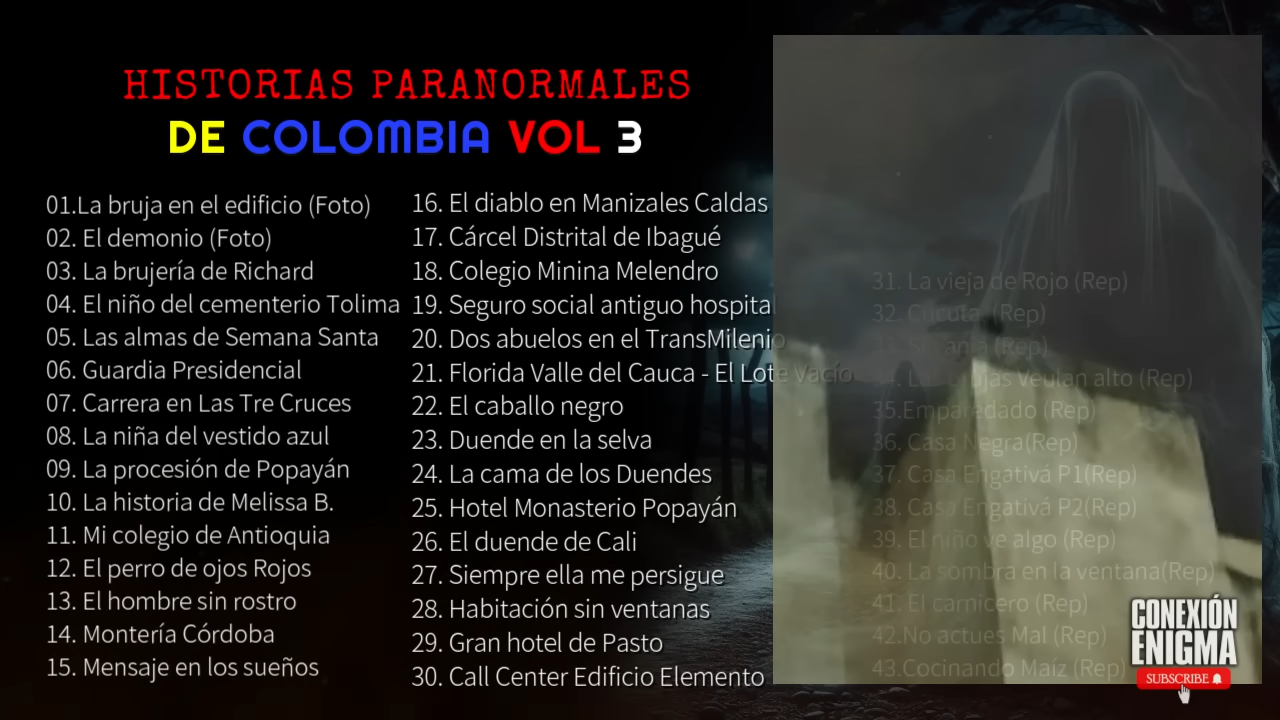 HISTORIAS PARANORMALES
DE COLOMBIA VOL 3
01.La bruja en el edificio (Foto)
02. El demonio (Foto)
03. La brujería de Richard
04. El niño del cementerio Tolima
05. Las almas de Semana Santa
06. Guardia Presidencial
07. Carrera en Las Tre Cruces
08. La niña del vestido azul
09. La procesión de Popayán
10. La historia de Melissa B.
11. Mi colegio de Antioquia
12. El perro de ojos Rojos
13. El hombre sin rostro
14. Montería Córdoba
15. Mensaje en los sueños
16. El diablo en Manizales Caldas
17. Cárcel Distrital de Ibagué
18. Colegio Minina Melendro
19. Seguro social antiguo hospital
20. Dos abuelos en el TransMilenio
21. Florida Valle del Cauca - El Lote Vacío
22. El caballo negro
23. Duende en la selva
24. La cama de los Duendes
25. Hotel Monasterio Popayán
26. El duende de Cali
27. Siempre ella me persigue
28. Habitación sin ventanas
29. Gran hotel de Pasto
30. Call Center Edificio Elemento
31. La vieja de Rojo (Rep)
32. Cúcuta (Rep)
(Rep)
Veulan alto (Rep)
35.Emparedado (Rep)
36. Casa Negra(Rep)
37. Casa Engativá P1(Rep)
38. Casa Engativá P2(Rep)
39. El niño ve algo (Rep)
40. La sombra en la ventana(Rep)
41. El carnicero (Rep)
42.No actues Mal (Rep)
43.Cocinando Maíz (Rep)
CONEXIÓN
ENIGMA
SUBSCRIBE